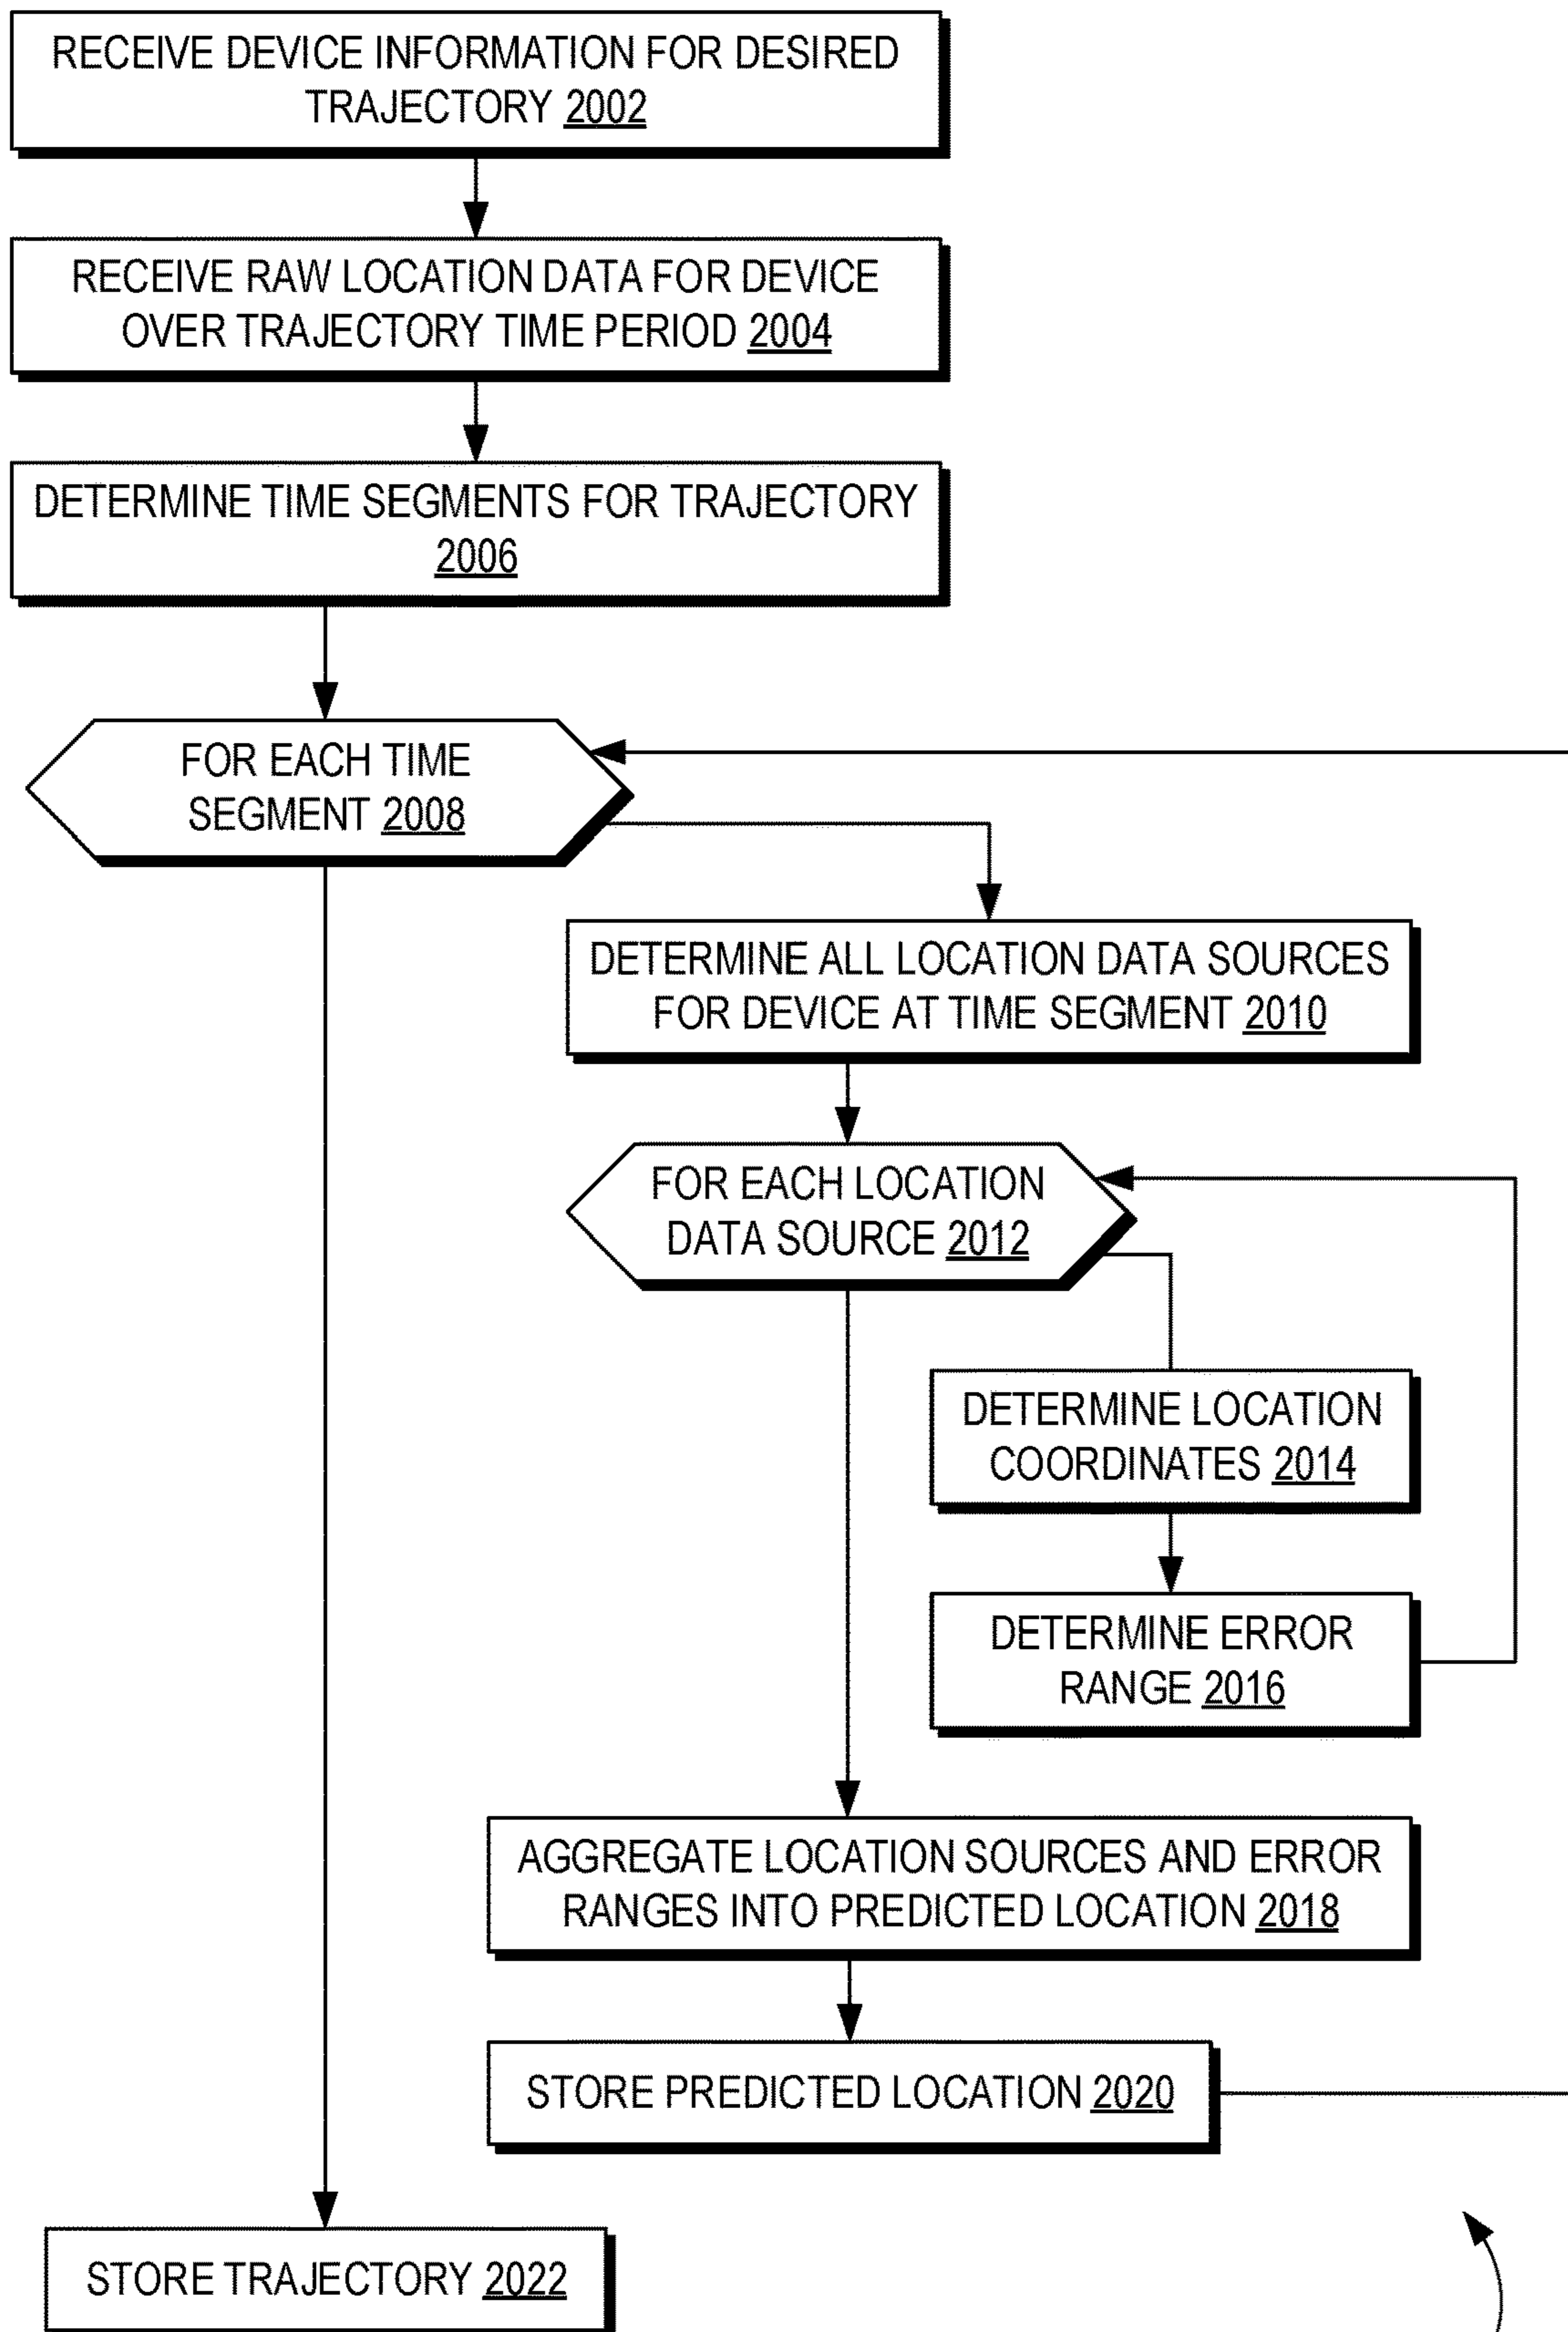 RECEIVE DEVICE INFORMATION FOR DESIRED
TRAJECTORY 2002
RECEIVE RAW LOCATION DATA FOR DEVICE
OVER TRAJECTORY TIME PERIOD 2004
DETERMINE TIME SEGMENTS FOR TRAJECTORY
2006
FOR EACH TIME
SEGMENT 2008
DETERMINE ALL LOCATION DATA SOURCES
FOR DEVICE AT TIME SEGMENT 2010
FOR EACH LOCATION
DATA SOURCE 2012
DETERMINE LOCATION
COORDINATES 2014
DETERMINE ERROR
RANGE 2016
AGGREGATE LOCATION SOURCES AND ERROR
RANGES INTO PREDICTED LOCATION 2018
STORE PREDICTED LOCATION 2020
STORE TRAJECTORY 2022